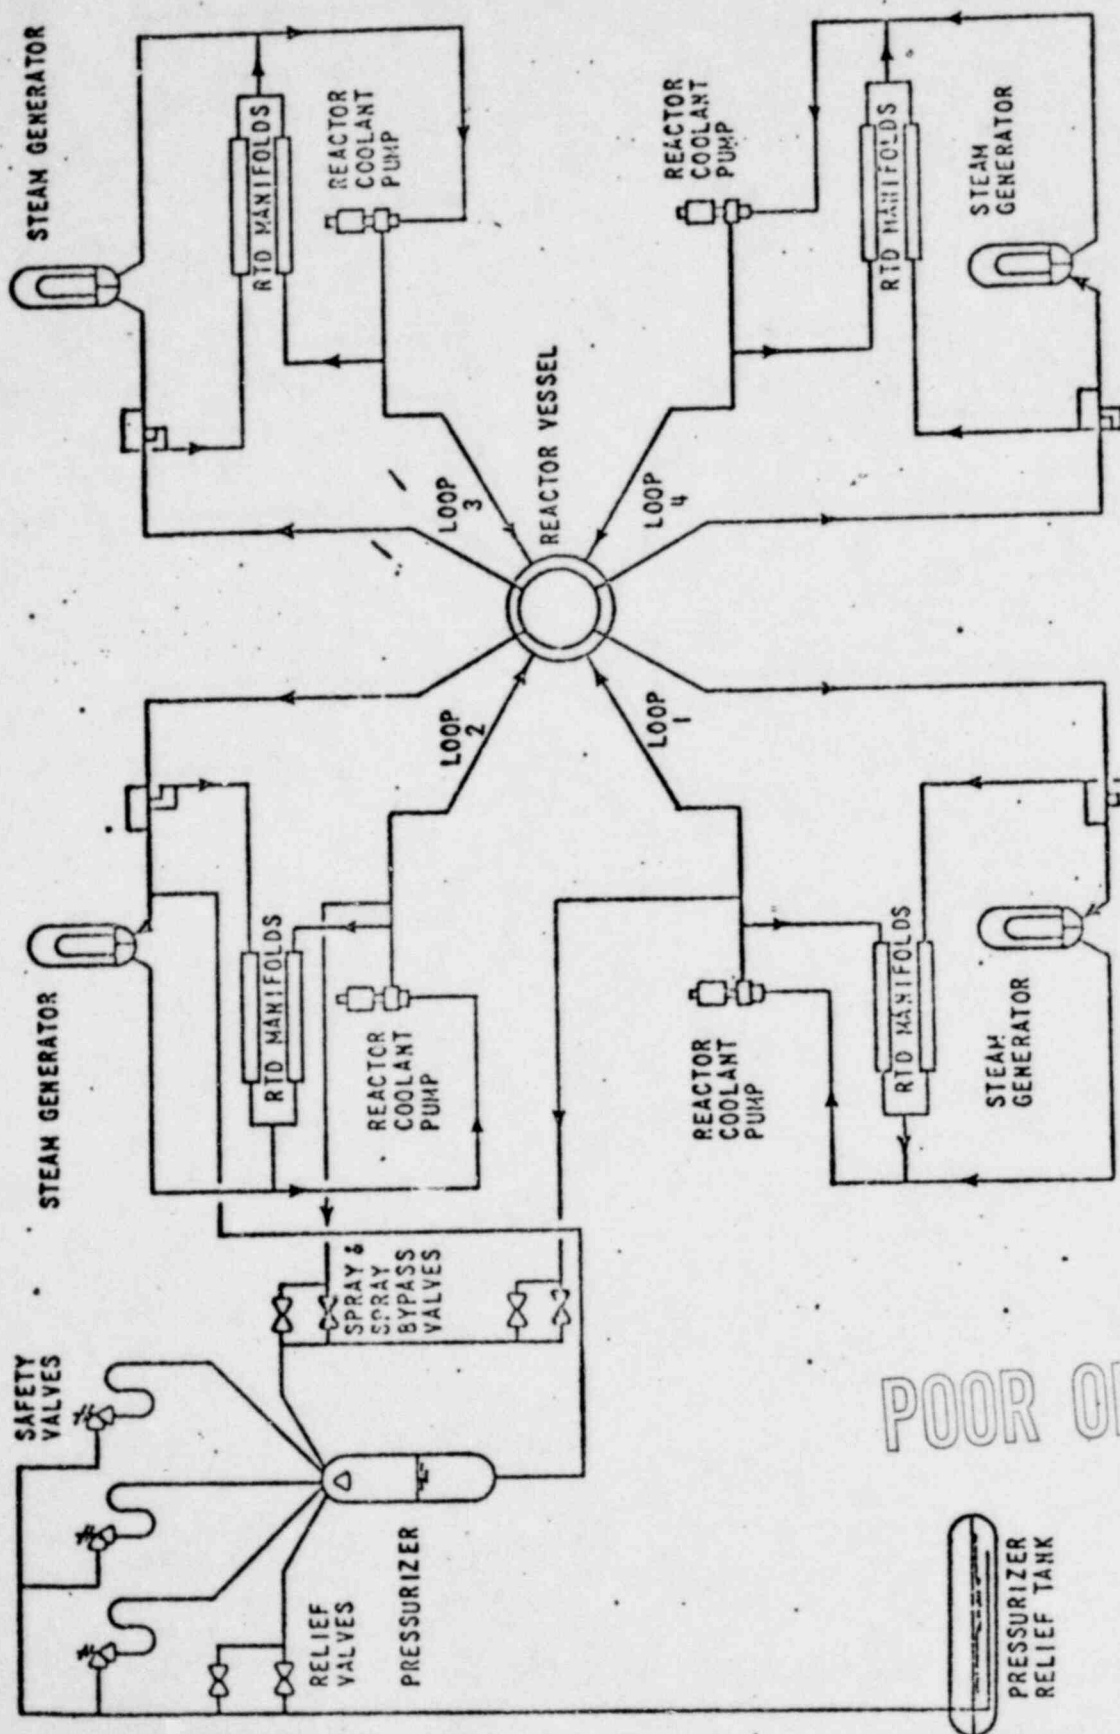 SAFETY
VALVES
STEAM GENERATOR
STEAM GENERATOR
RTD MANIFOLDS
RTD MANIFOLDS
SPRAY &
SPRAY
BYPASS
VALVES
REACTOR
COOLANT
PUMP
REACTOR
COOLANT
PUMP
RELIEF
VALVES
PRESSURIZER
LOOP
2
LOOP
3
REACTOR VESSEL
LOOP
1
LOOP
4
REACTOR
COOLANT
PUMP
REACTOR
COOLANT
PUMP
RTD MANIFOLDS
RTD MANIFOLDS
STEAM
GENERATOR
STEAM
GENERATOR
PRESSURIZER
RELIEF TANK
POOR